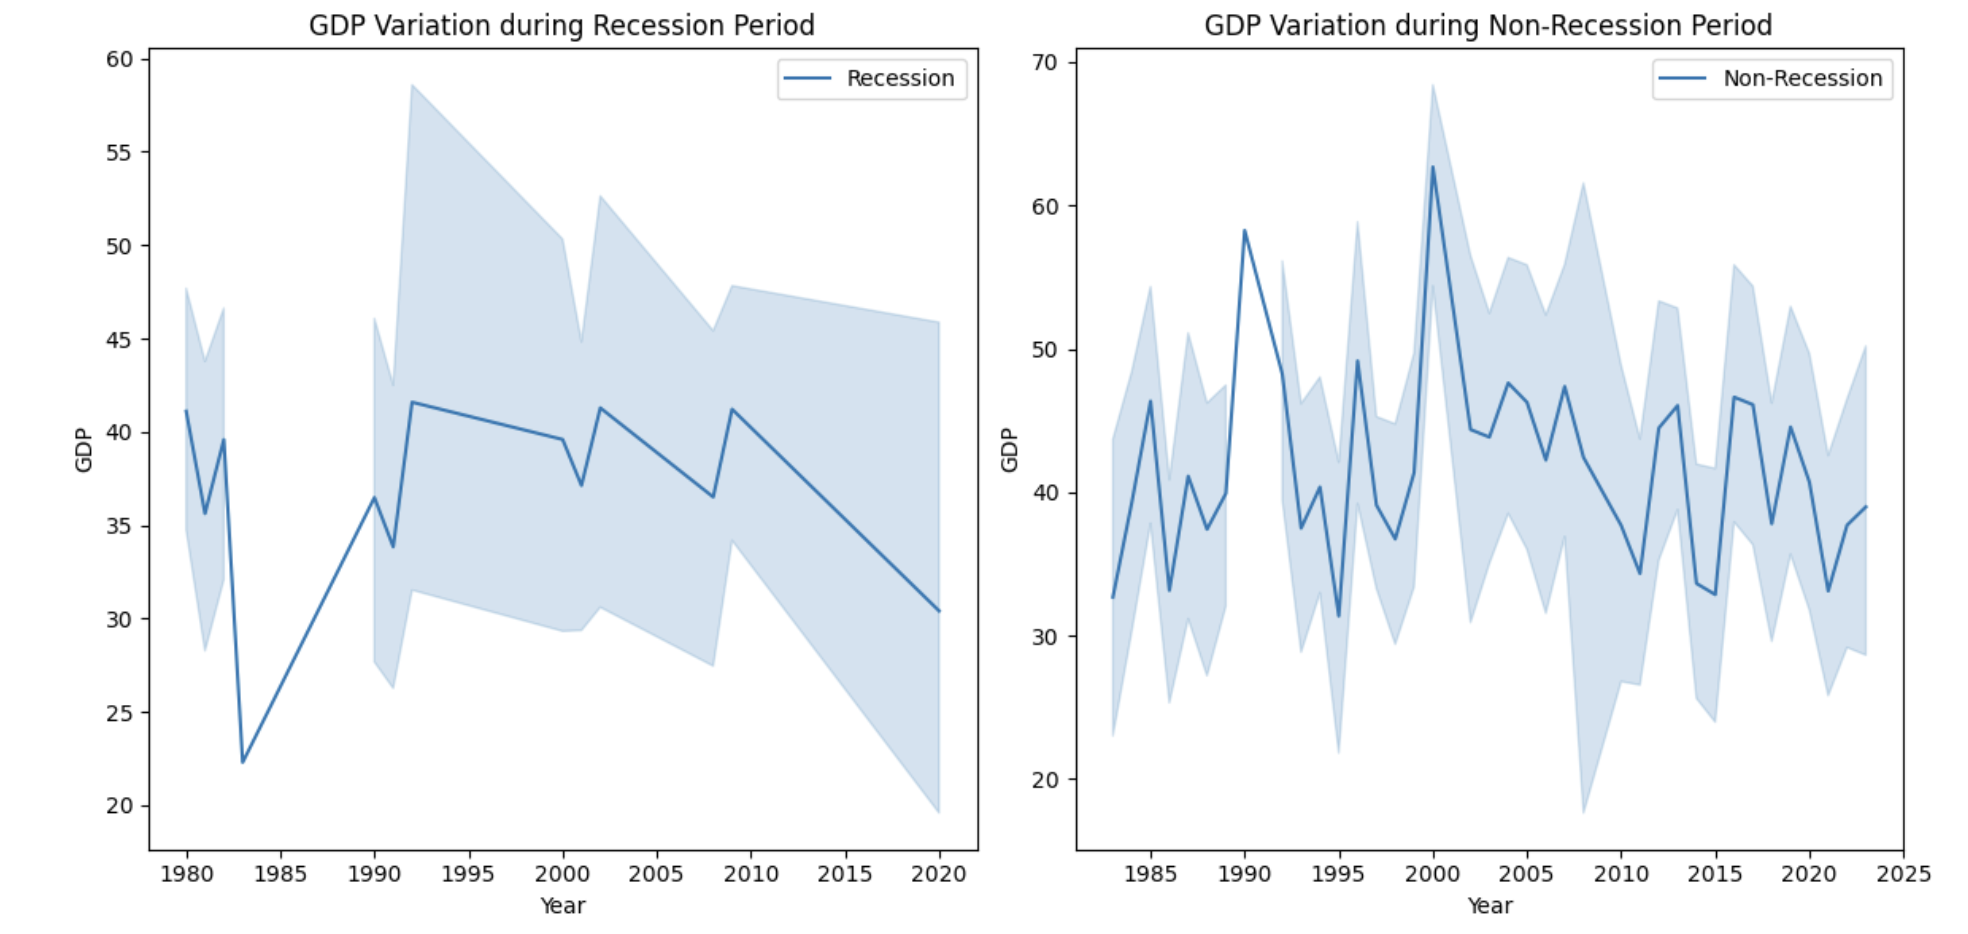 GDP Variation during Recession Period
Recession
60
55
50
45
40
35
30
25
20
GDP
1980 1985 1990 1995 2000 2005 2010 2015 2020
Year
GDP Variation during Non-Recession Period
Non-Recession
70
60
50
40
30
20
GDP
1985 1990 1995 2000 2005 2010 2015 2020 2025
Year